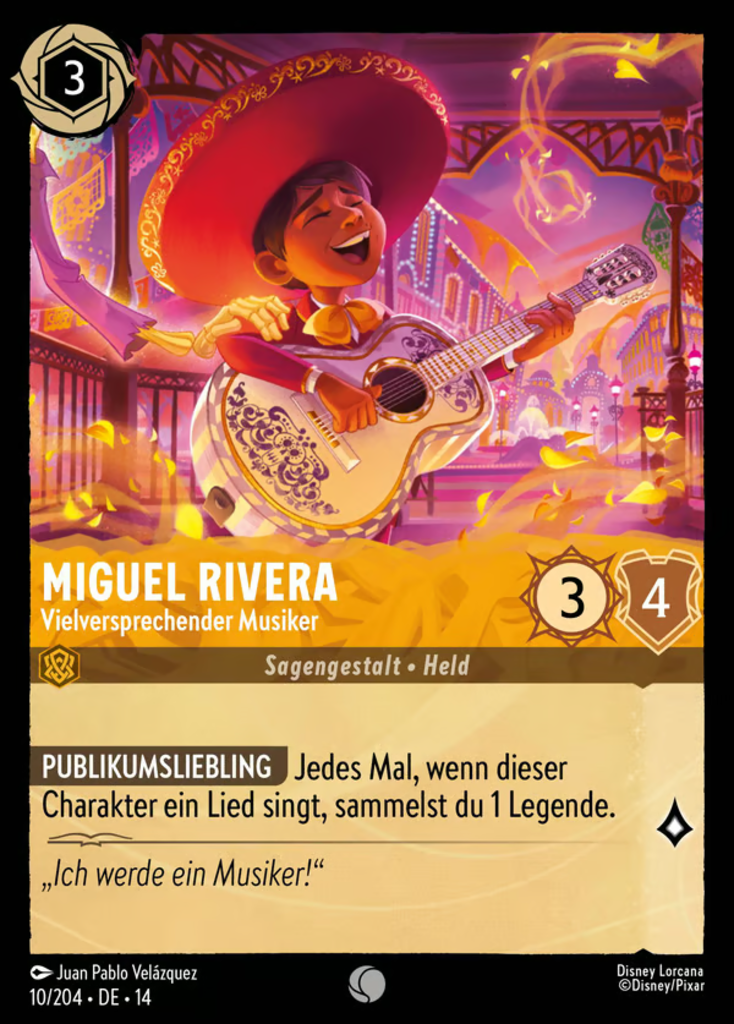 3
MIGUEL RIVERA
Vielversprechender Musiker
3
4
Sagengestalt • Held
PUBLIKUMSLIEBLING Jedes Mal, wenn dieser
Charakter ein Lied singt, sammelst du 1 Legende.
„Ich werde ein Musiker!“
Juan Pablo Velázquez
10/204 • DE • 14
Disney Lorcana
©Disney/Pixar